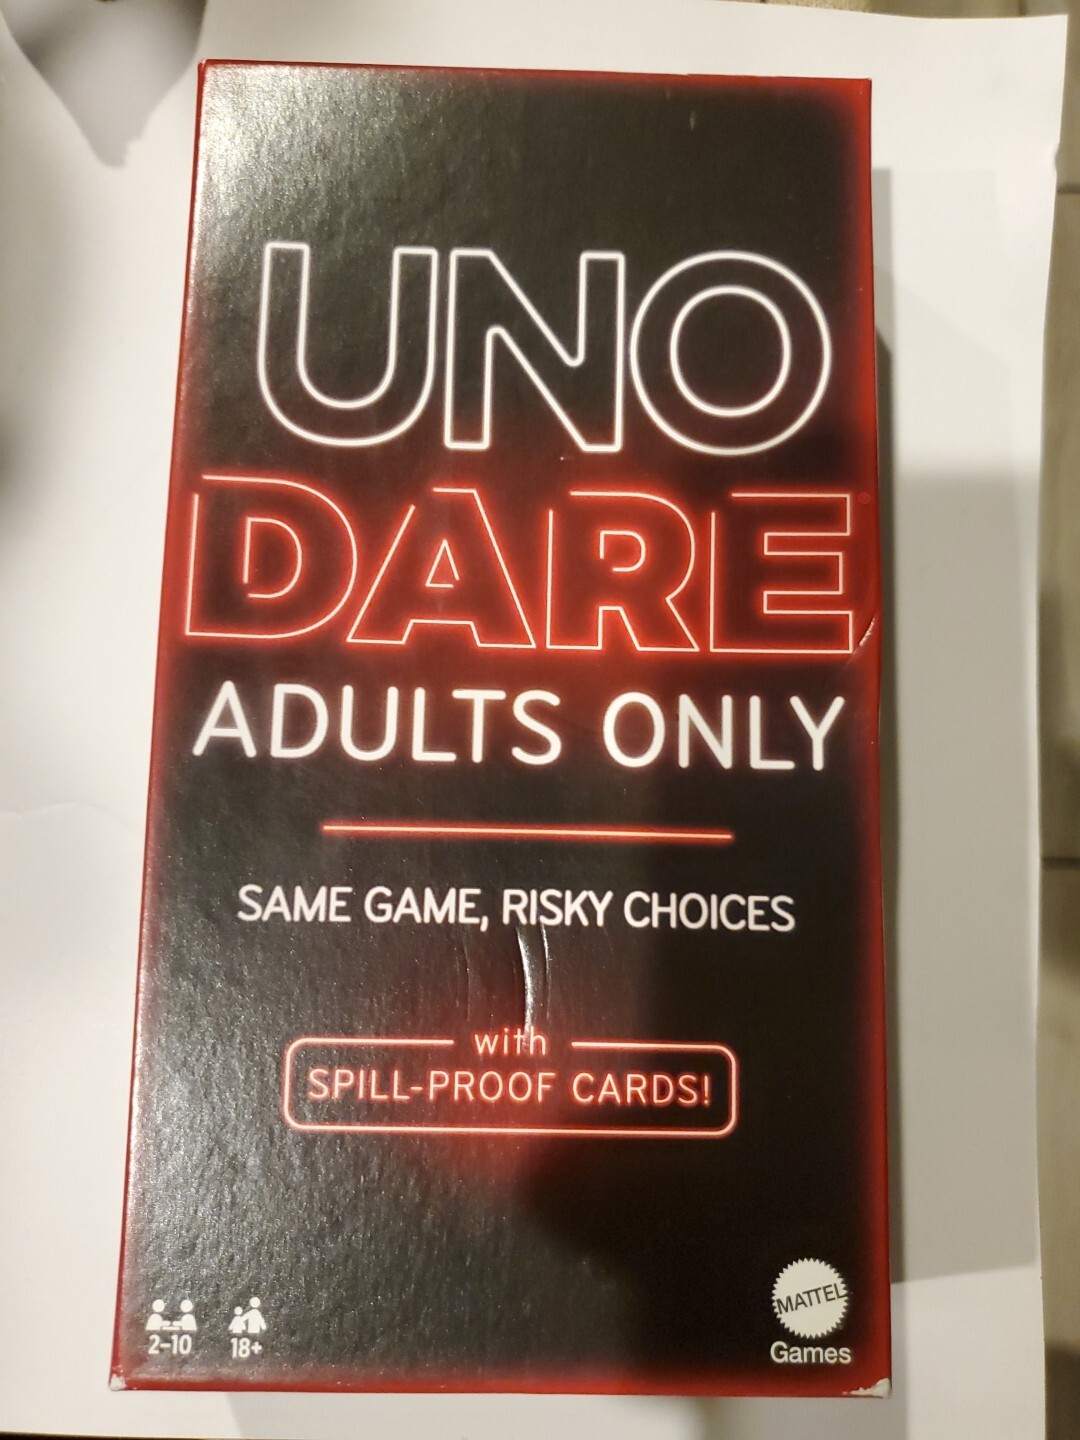 UNO
DARE
ADULTS ONLY
SAME GAME, RISKY CHOICES
with
SPILL-PROOF CARDS!
2-10
18+
MATTEL
Games